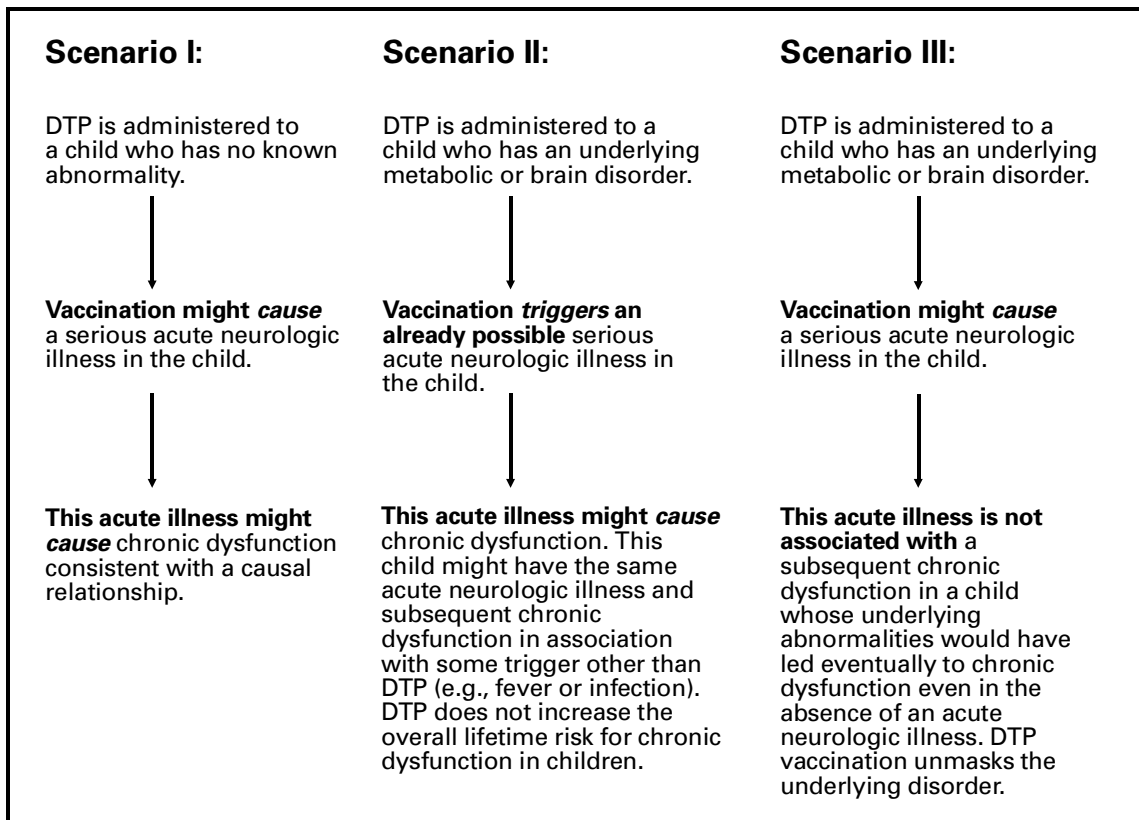 Scenario I:
DTP is administered to
a child who has no known
abnormality.
Vaccination might cause
a serious acute neurologic
illness in the child.
This acute illness might
cause chronic dysfunction
consistent with a causal
relationship.
Scenario II:
DTP is administered to a
child who has an underlying
metabolic or brain disorder.
Vaccination triggers an
already possible serious
acute neurologic illness in
the child.
This acute illness might cause
chronic dysfunction. This
child might have the same
acute neurologic illness and
subsequent chronic
dysfunction in association
with some trigger other than
DTP (e.g., fever or infection).
DTP does not increase the
overall lifetime risk for chronic
dysfunction in children.
Scenario III:
DTP is administered to a
child who has an underlying
metabolic or brain disorder.
Vaccination might cause
a serious acute neurologic
illness in the child.
This acute illness is not
associated with a
subsequent chronic
dysfunction in a child
whose underlying
abnormalities would have
led eventually to chronic
dysfunction even in the
absence of an acute
neurologic illness. DTP
vaccination unmasks the
underlying disorder.